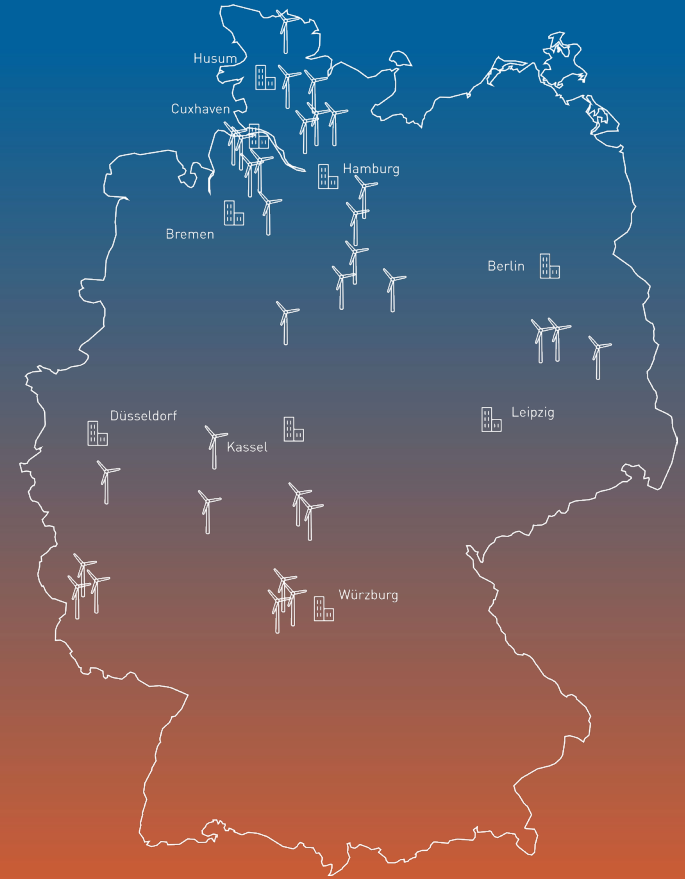 Husum
Cuxhaven
Hamburg
Bremen
Berlin
Düsseldorf
Leipzig
Kassel
Würzburg